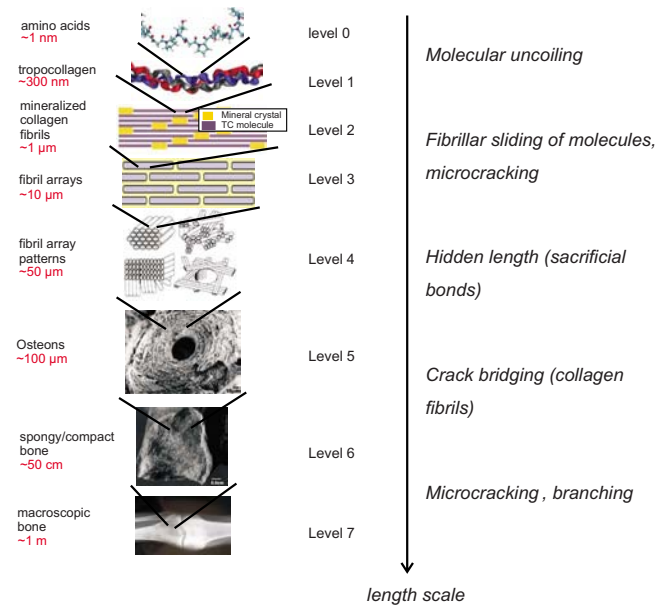 amino acids
~1 nm
level 0
Molecular uncoiling
tropocollagen
~300 nm
Level 1
mineralized
collagen
fibrils
~1 µm
Mineral crystal
TC molecule
Level 2
Fibrillar sliding of molecules,
microcracking
fibril arrays
~10 µm
Level 3
fibril array
patterns
~50 µm
Level 4
Hidden length (sacrificial
bonds)
Osteons
~100 µm
Level 5
Crack bridging (collagen
fibrils)
spongy/compact
bone
~50 cm
Level 6
Microcracking , branching
macroscopic
bone
~1 m
Level 7
length scale